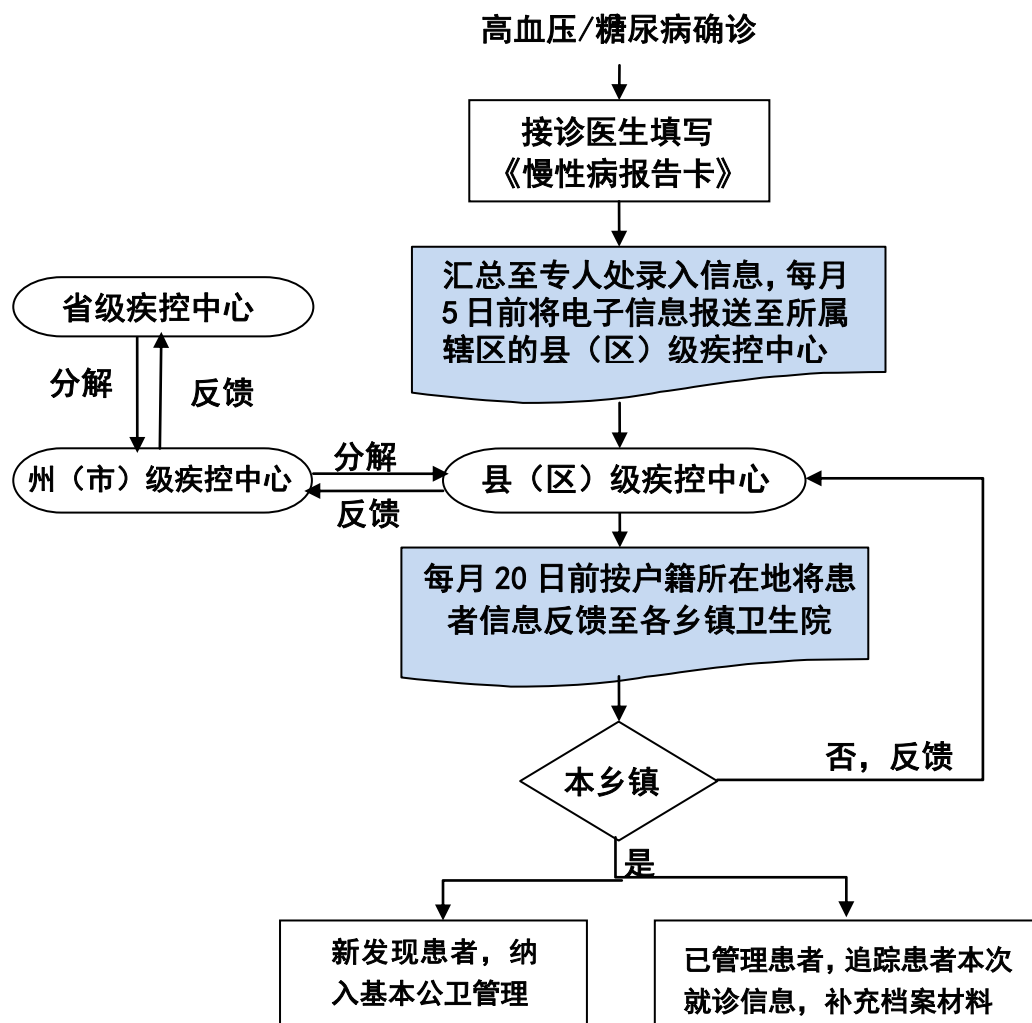 高血压/糖尿病确诊
接诊医生填写
《慢性病报告卡》
汇总至专人处录入信息，每月
5日前将电子信息报送至所属
辖区的县（区）级疾控中心
省级疾控中心
分解
反馈
州（市）级疾控中心
分解
反馈
县（区）级疾控中心
每月20日前按户籍所在地将患
者信息反馈至各乡镇卫生院
本乡镇
否，反馈
是
新发现患者，纳
入基本公卫管理
已管理患者，追踪患者本次
就诊信息，补充档案材料